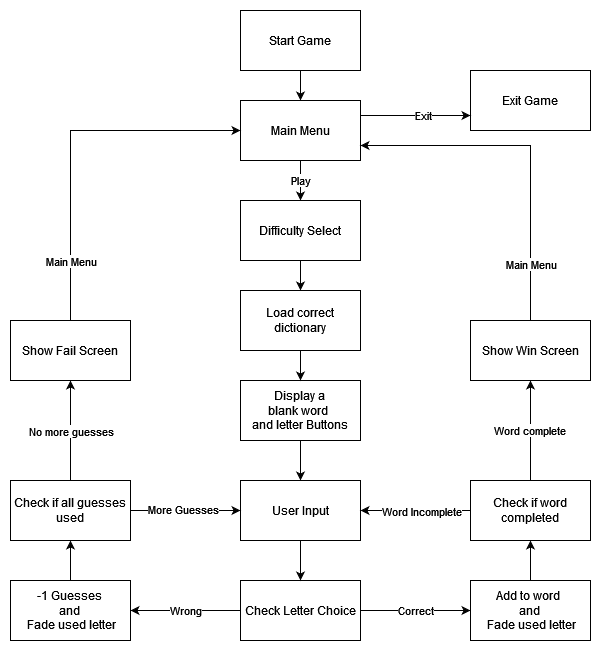 Start Game
Main Menu
Exit
Exit Game
Play
Difficulty Select
Main Menu
Main Menu
Load correct
dictionary
Show Fail Screen
Show Win Screen
Display a
blank word
and letter Buttons
No more guesses
Word complete
Check if all guesses
used
More Guesses
User Input
Word Incomplete
Check if word
completed
-1 Guesses
and
Fade used letter
Wrong
Check Letter Choice
Correct
Add to word
and
Fade used letter